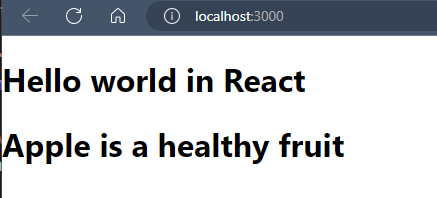 localhost:3000
Hello world in React
Apple is a healthy fruit